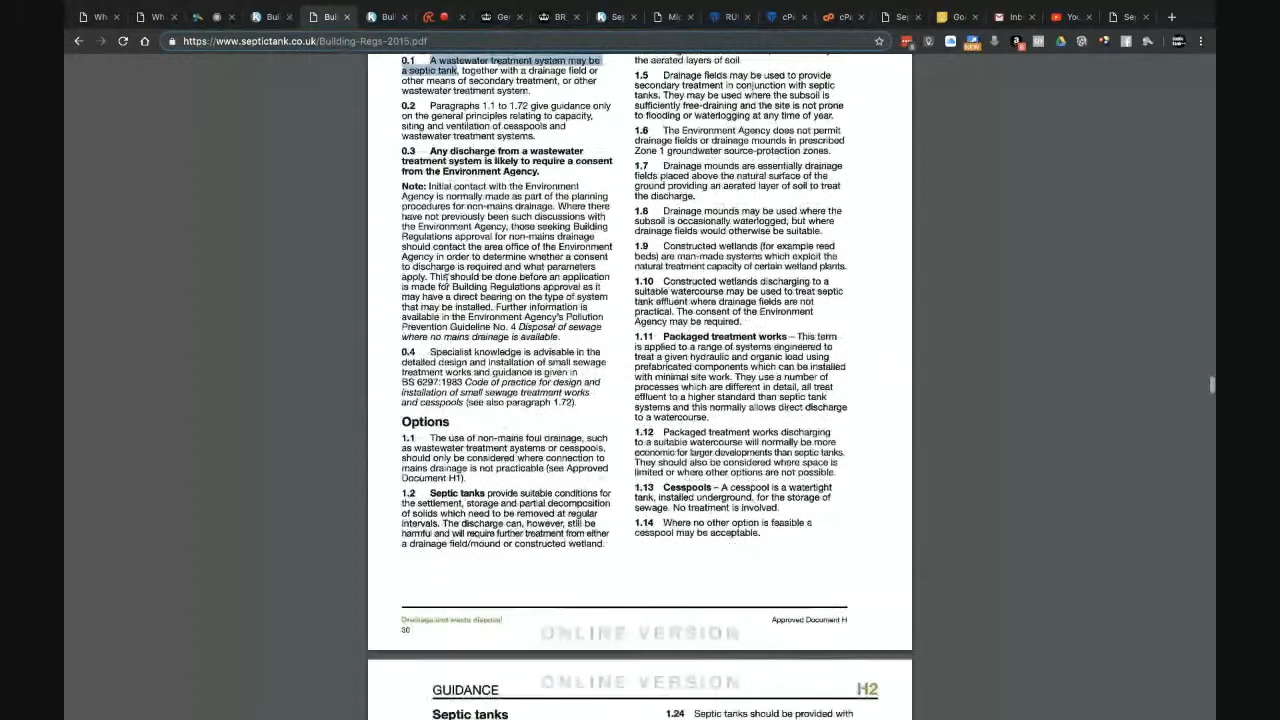 Wh
Wh
Bui
Bui
Bui
R
Ge
BR
Sep
Mic
RUI
cPa
cPa
Sep
Go
Inb
You
Sep
https://www.septictank.co.uk/Building-Regs-2015.pdf
0.1 A wastewater treatment system may be
a septic tank, together with a drainage field or
other means of secondary treatment, or other
wastewater treatment system.
0.2 Paragraphs 1.1 to 1.72 give guidance only
on the general principles relating to capacity,
siting and ventilation of cesspools and
wastewater treatment systems.
0.3 Any discharge from a wastewater
treatment system is likely to require a consent
from the Environment Agency.
Note: Initial contact with the Environment
Agency is normally made as part of the planning
procedures for non-mains drainage. Where there
have not previously been such discussions with
the Environment Agency, those seeking Building
Regulations approval for non-mains drainage
should contact the area office of the Environment
Agency in order to determine whether a consent
to discharge is required and what parameters
apply. This should be done before an application
is made for Building Regulations approval as it
may have a direct bearing on the type of system
that may be installed. Further information is
available in the Environment Agency's Pollution
Prevention Guideline No. 4 Disposal of sewage
where no mains drainage is available.
0.4 Specialist knowledge is advisable in the
detailed design and installation of small sewage
treatment works and guidance is given in
BS 6297:1983 Code of practice for design and
installation of small sewage treatment works
and cesspools (see also paragraph 1.72).
Options
1.1 The use of non-mains foul drainage, such
as wastewater treatment systems or cesspools,
should only be considered where connection to
mains drainage is not practicable (see Approved
Document H1).
1.2 Septic tanks provide suitable conditions for
the settlement, storage and partial decomposition
of solids which need to be removed at regular
intervals. The discharge can, however, still be
harmful and will require further treatment from either
a drainage field/mound or constructed wetland.
the aerated layers of soil.
1.5 Drainage fields may be used to provide
secondary treatment in conjunction with septic
tanks. They may be used where the subsoil is
sufficiently free-draining and the site is not prone
to flooding or waterlogging at any time of year.
1.6 The Environment Agency does not permit
drainage fields or drainage mounds in prescribed
Zone 1 groundwater source-protection zones.
1.7 Drainage mounds are essentially drainage
fields placed above the natural surface of the
ground providing an aerated layer of soil to treat
the discharge.
1.8 Drainage mounds may be used where the
subsoil is occasionally waterlogged, but where
drainage fields would otherwise be suitable.
1.9 Constructed wetlands (for example reed
beds) are man-made systems which exploit the
natural treatment capacity of certain wetland plants.
1.10 Constructed wetlands discharging to a
suitable watercourse may be used to treat septic
tank effluent where drainage fields are not
practical. The consent of the Environment
Agency may be required.
1.11 Packaged treatment works – This term
is applied to a range of systems engineered to
treat a given hydraulic and organic load using
prefabricated components which can be installed
with minimal site work. They use a number of
processes which are different in detail, all treat
effluent to a higher standard than septic tank
systems and this normally allows direct discharge
to a watercourse.
1.12 Packaged treatment works discharging
to a suitable watercourse will normally be more
economic for larger developments than septic tanks.
They should also be considered where space is
limited or where other options are not possible.
1.13 Cesspools – A cesspool is a watertight
tank, installed underground, for the storage of
sewage. No treatment is involved.
1.14 Where no other option is feasible a
cesspool may be acceptable.
Drainage and waste disposal
30
ONLINE VERSION
Approved Document H
ONLINE VERSION
GUIDANCE
H2
Septic tanks
1.24 Septic tanks should be provided with